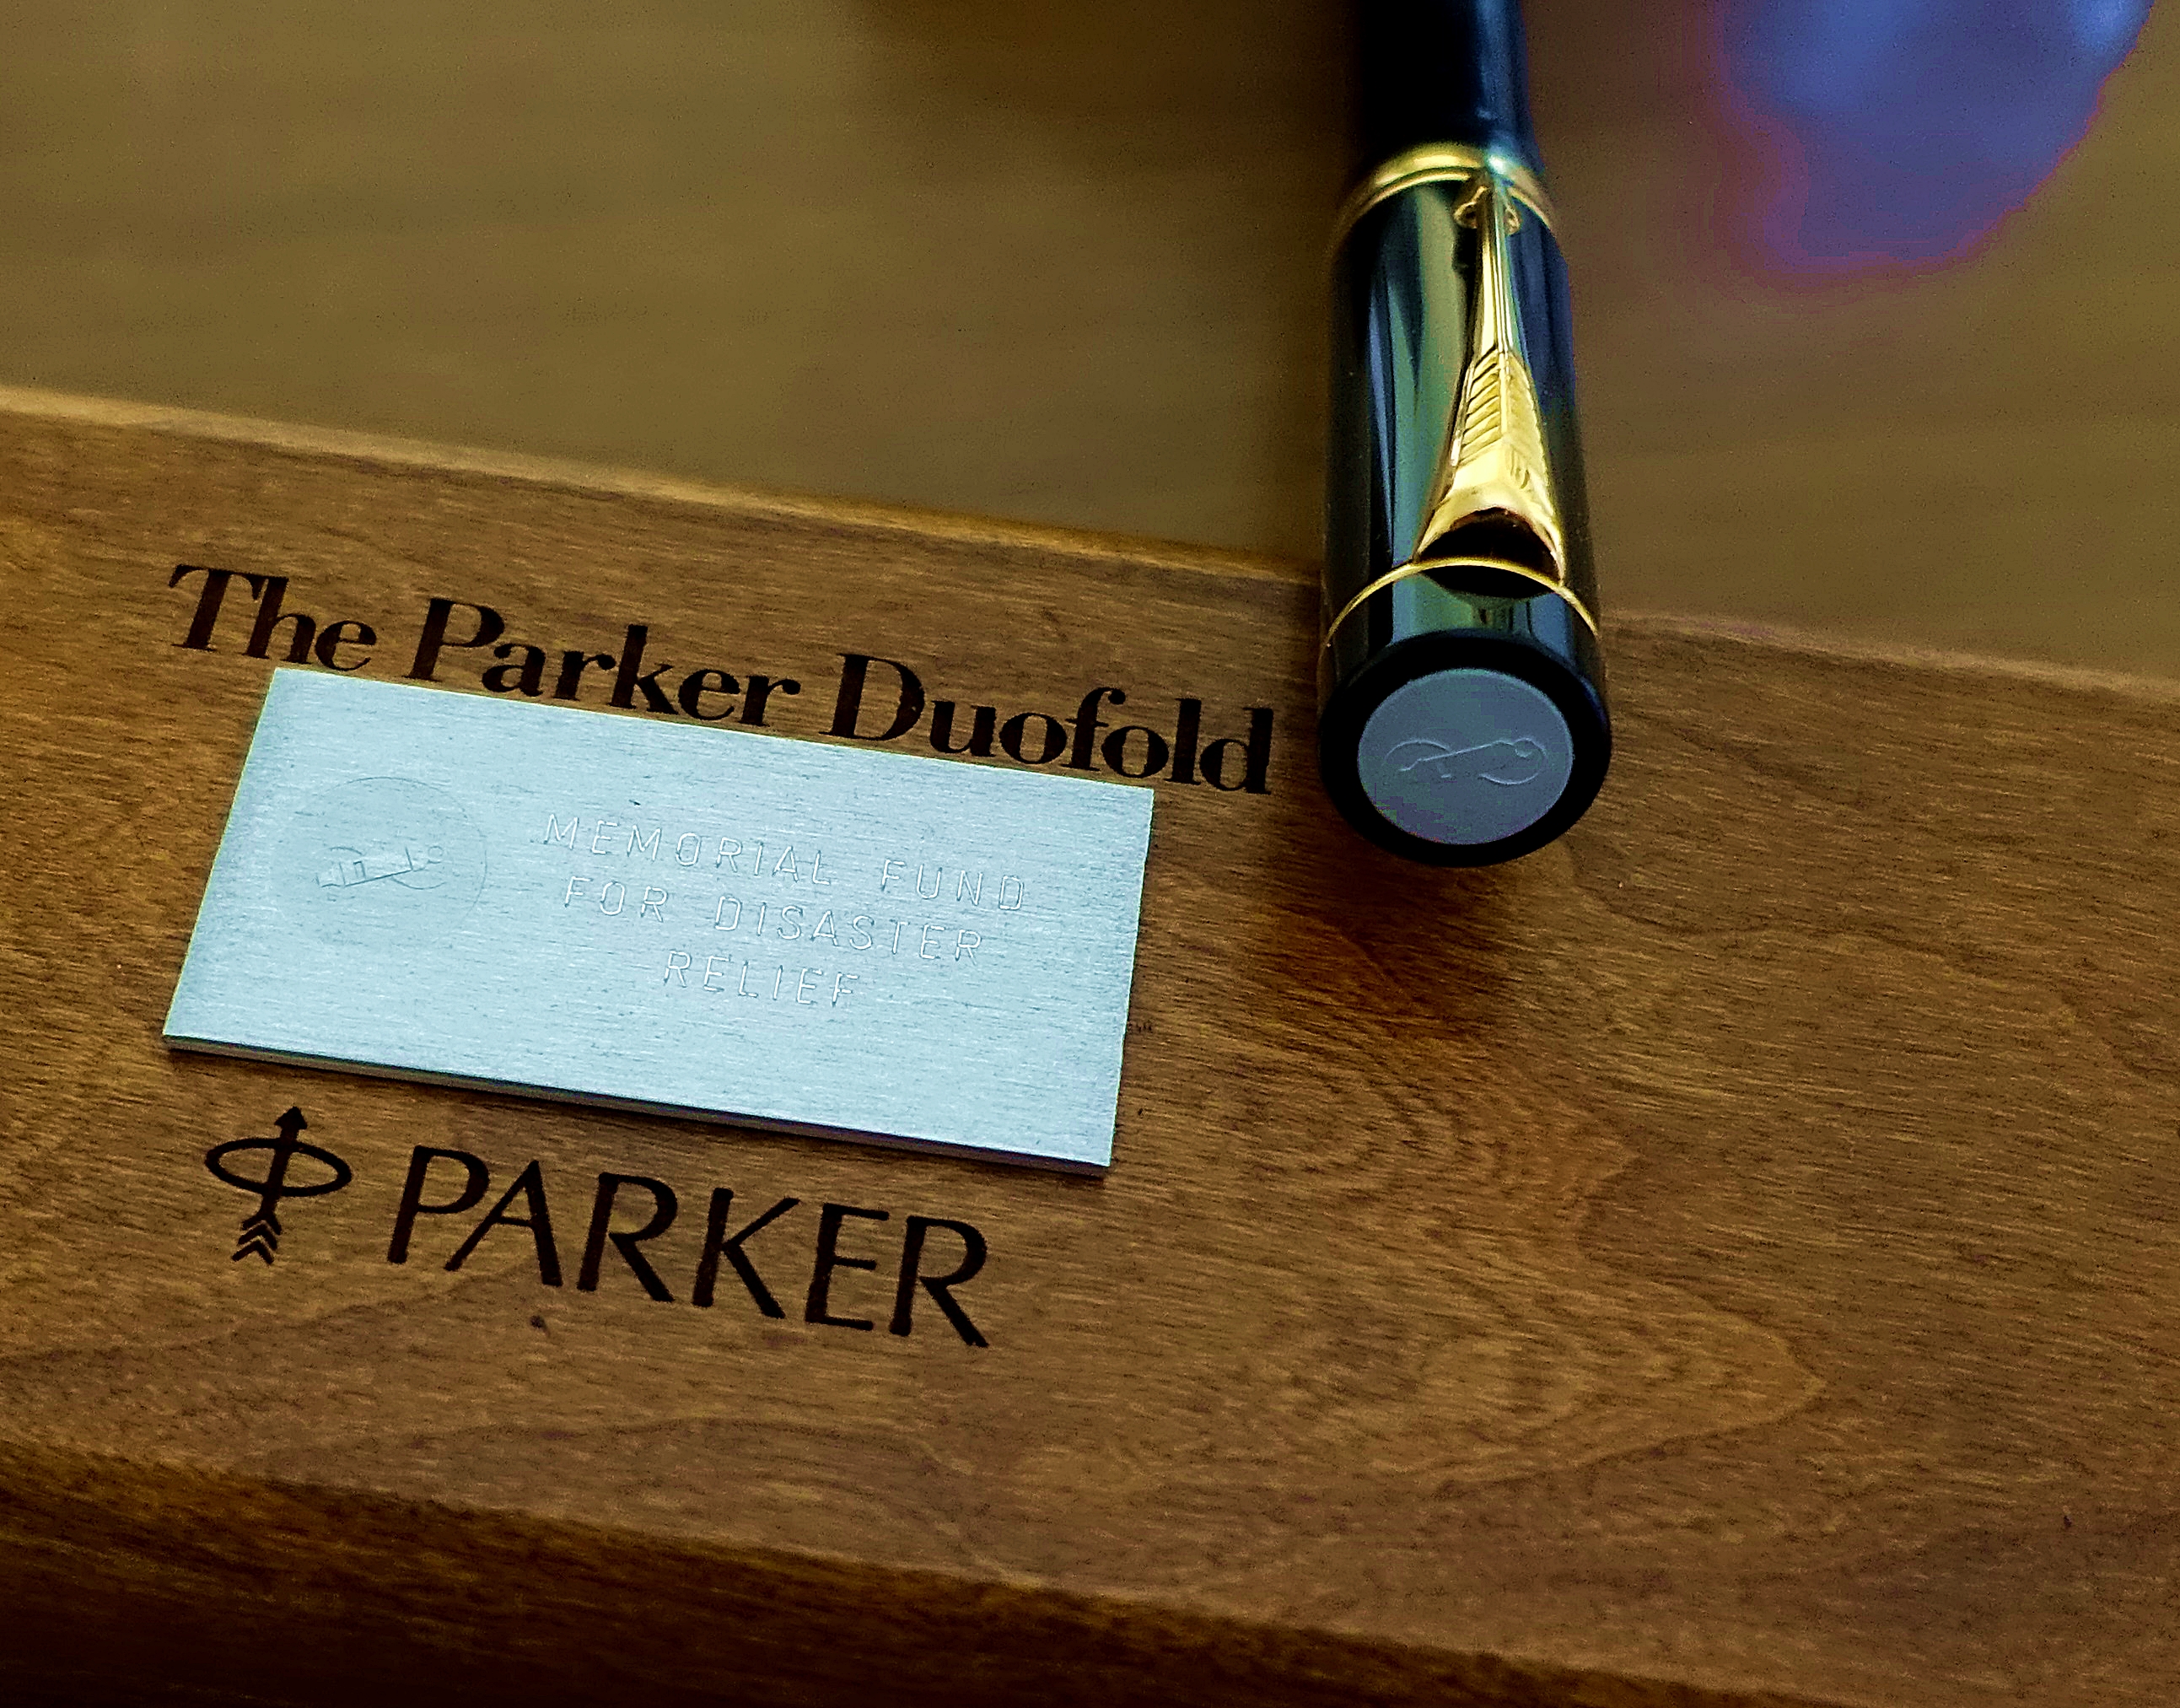 The Parker Duofold
MEMORIAL FUND
FOR DISASTER
RELIEF
PARKER